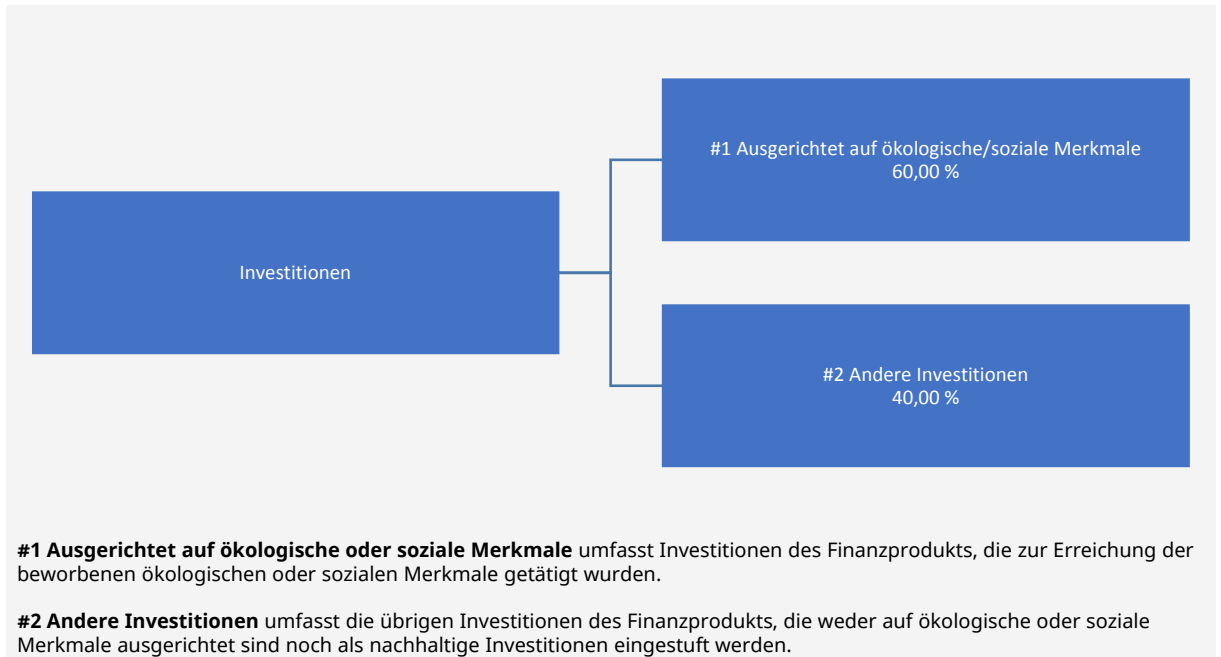 #1 Ausgerichtet auf ökologische/soziale Merkmale
60,00 %
Investitionen
#2 Andere Investitionen
40,00 %
#1 Ausgerichtet auf ökologische oder soziale Merkmale umfasst Investitionen des Finanzprodukts, die zur Erreichung der
beworbenen ökologischen oder sozialen Merkmale getätigt wurden.
#2 Andere Investitionen umfasst die übrigen Investitionen des Finanzprodukts, die weder auf ökologische oder soziale
Merkmale ausgerichtet sind noch als nachhaltige Investitionen eingestuft werden.